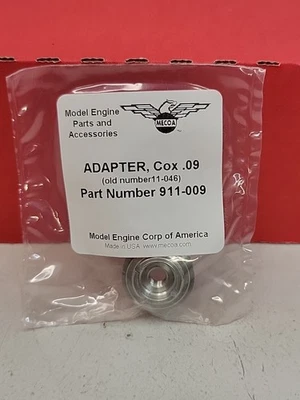 Model Engine
Parts and
Accessories
MECOA
ADAPTER, Cox .09
(old number11-046)
Part Number 911-009
Model Engine Corp of America
Made in USA www.mecoa.com